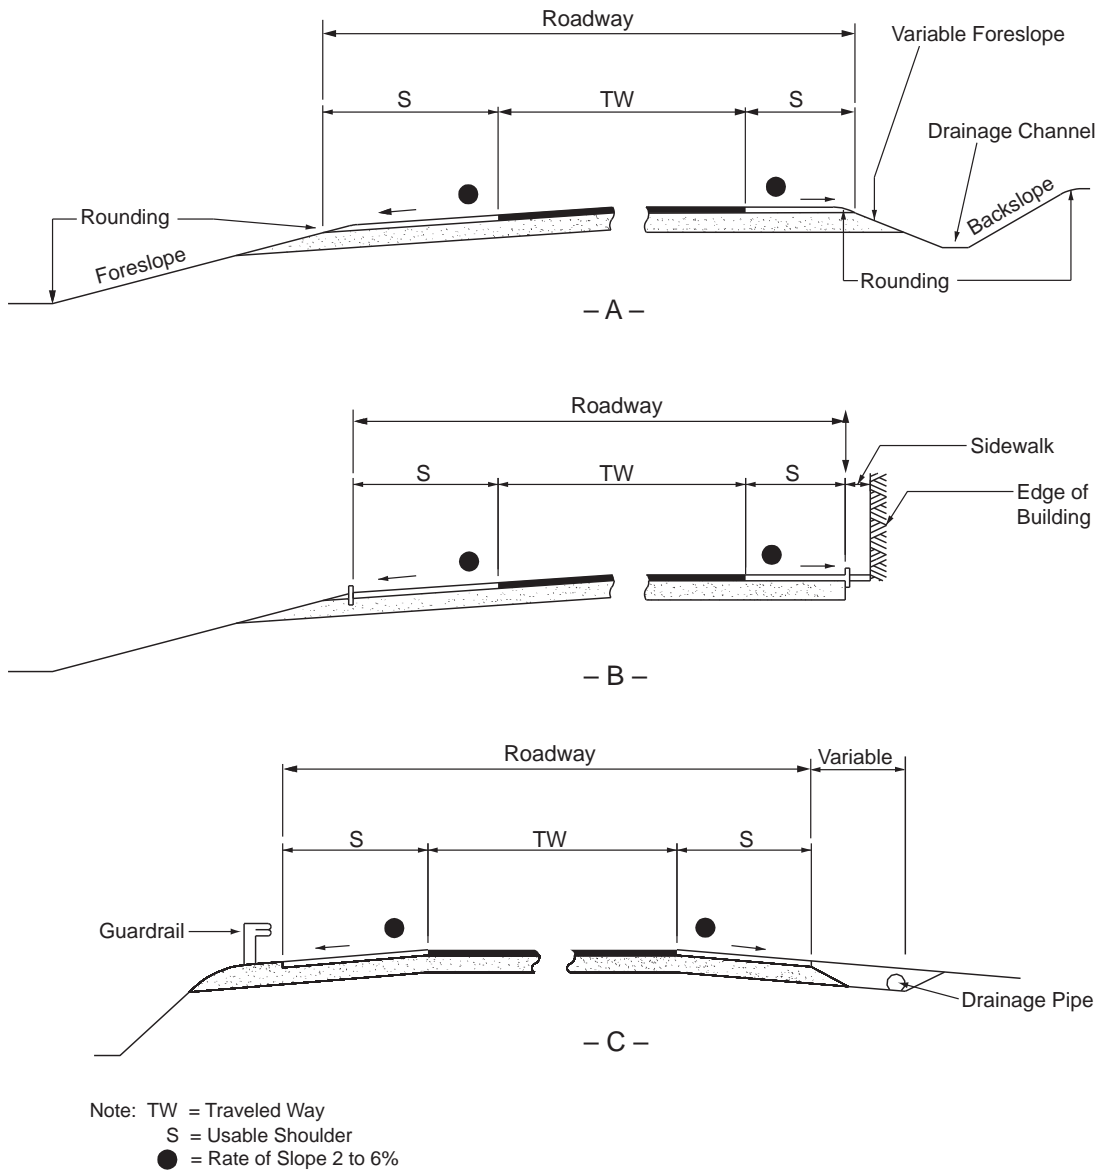 Roadway
Variable Foreslope
S
TW
S
Drainage Channel
Rounding
Backslope
Foreslope
Rounding
– A –
Roadway
Sidewalk
S
TW
S
Edge of
Building
– B –
Roadway
Variable
S
TW
S
Guardrail
Drainage Pipe
– C –
Note: TW = Traveled Way
S = Usable Shoulder
● = Rate of Slope 2 to 6%